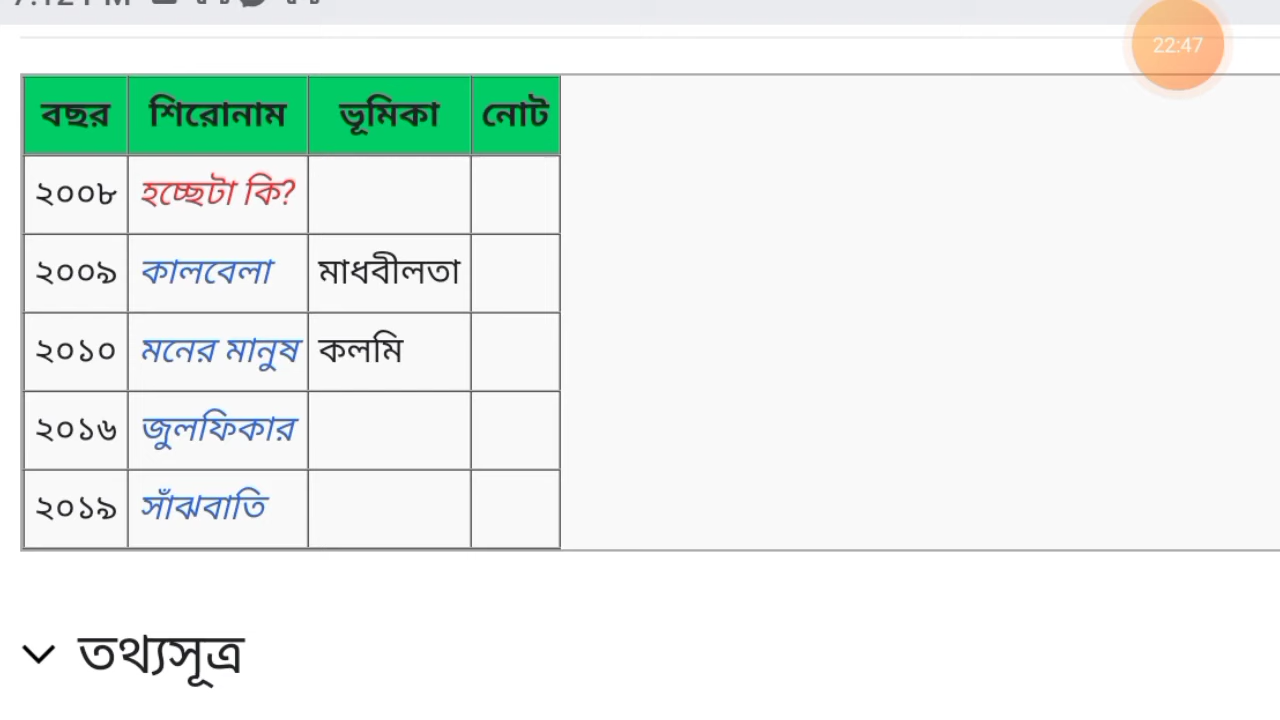 22:47
বছর শিরোনাম ভূমিকা নোট
২০০৮ হচ্ছেটা কি?
২০০৯ কালবেলা মাধবীলতা
২০১০ মনের মানুষ কলমি
২০১৬ জুলফিকার
২০১৯ সাঁঝবাতি
তথ্যসূত্র